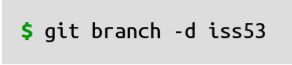 $ git branch -d iss53